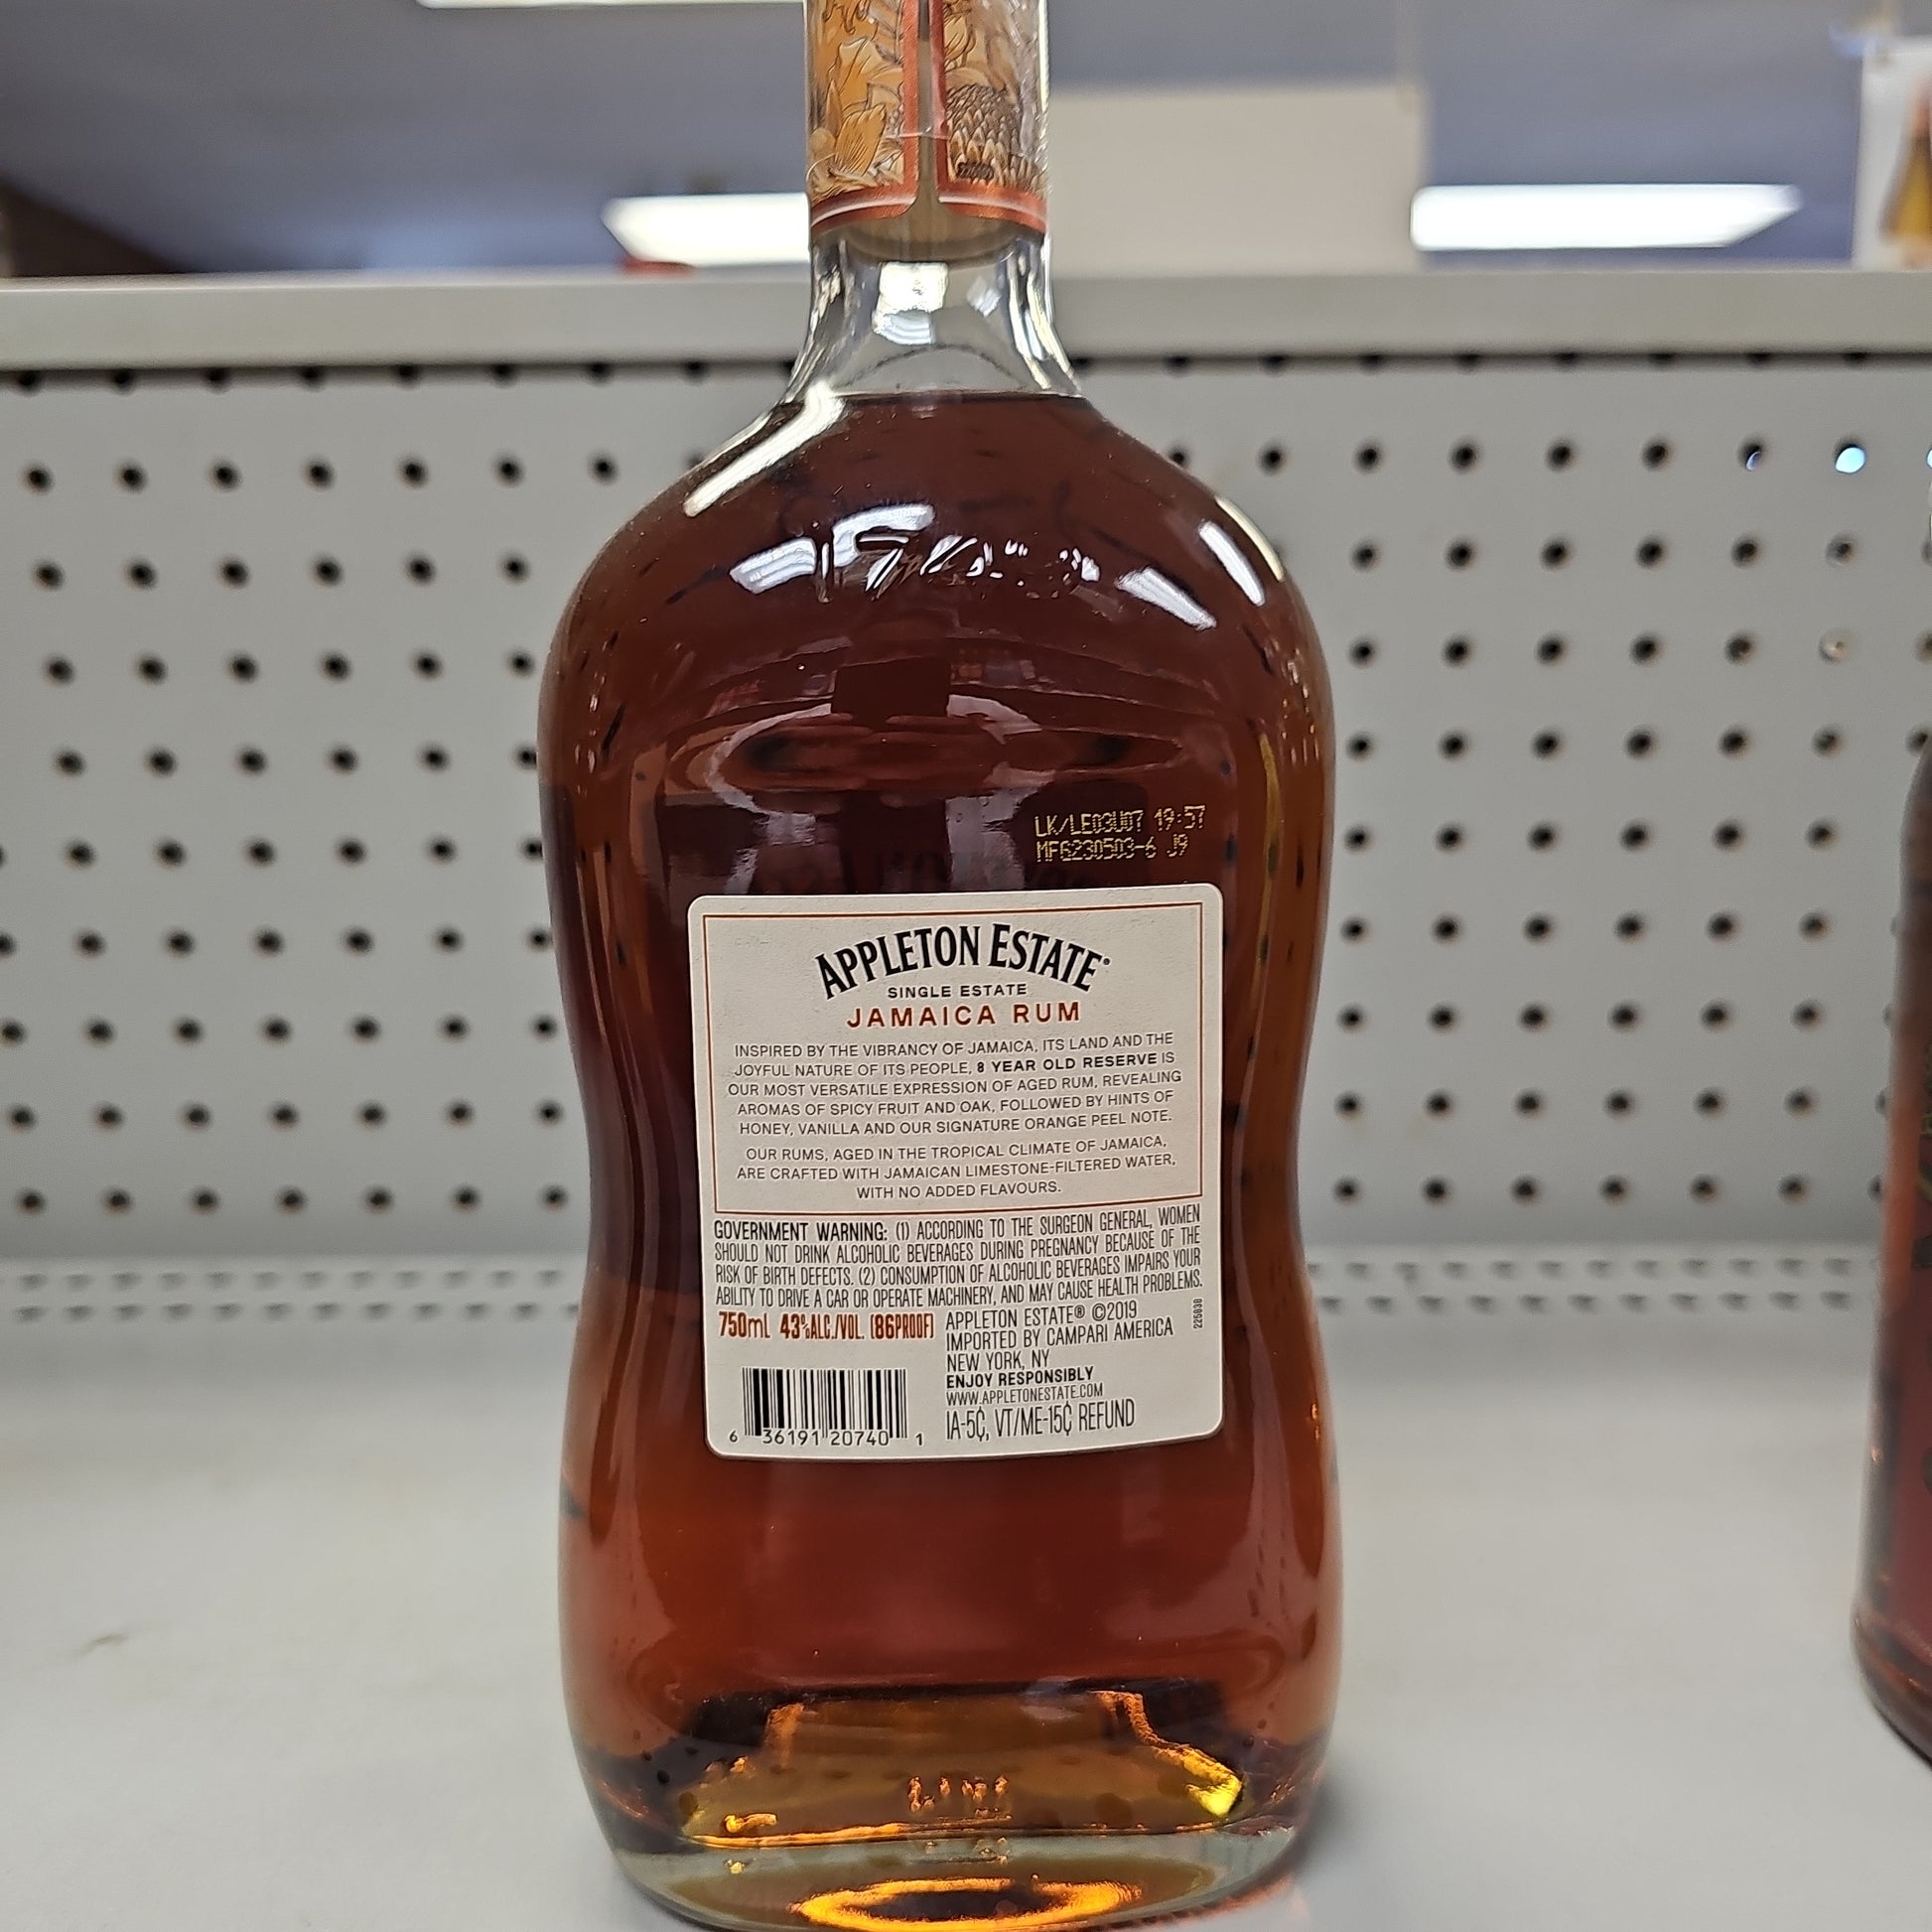 LK/LE03U07 19:57
MFG230503-6 J9
APPLETON ESTATE®
SINGLE ESTATE
JAMAICA RUM
INSPIRED BY THE VIBRANCY OF JAMAICA, ITS LAND AND THE
JOYFUL NATURE OF ITS PEOPLE, 8 YEAR OLD RESERVE IS
OUR MOST VERSATILE EXPRESSION OF AGED RUM, REVEALING
AROMAS OF SPICY FRUIT AND OAK, FOLLOWED BY HINTS OF
HONEY, VANILLA AND OUR SIGNATURE ORANGE PEEL NOTE.
OUR RUMS, AGED IN THE TROPICAL CLIMATE OF JAMAICA,
ARE CRAFTED WITH JAMAICAN LIMESTONE-FILTERED WATER,
WITH NO ADDED FLAVOURS.
GOVERNMENT WARNING: (1) ACCORDING TO THE SURGEON GENERAL, WOMEN
SHOULD NOT DRINK ALCOHOLIC BEVERAGES DURING PREGNANCY BECAUSE OF THE
RISK OF BIRTH DEFECTS. (2) CONSUMPTION OF ALCOHOLIC BEVERAGES IMPAIRS YOUR
ABILITY TO DRIVE A CAR OR OPERATE MACHINERY, AND MAY CAUSE HEALTH PROBLEMS.
750ml 43%ALC./VOL. (86PROOF)
APPLETON ESTATE® ©2019
IMPORTED BY CAMPARI AMERICA
NEW YORK, NY
ENJOY RESPONSIBLY
WWW.APPLETONESTATE.COM
IA-5¢, VT/ME-15¢ REFUND
6 36191 20740 1